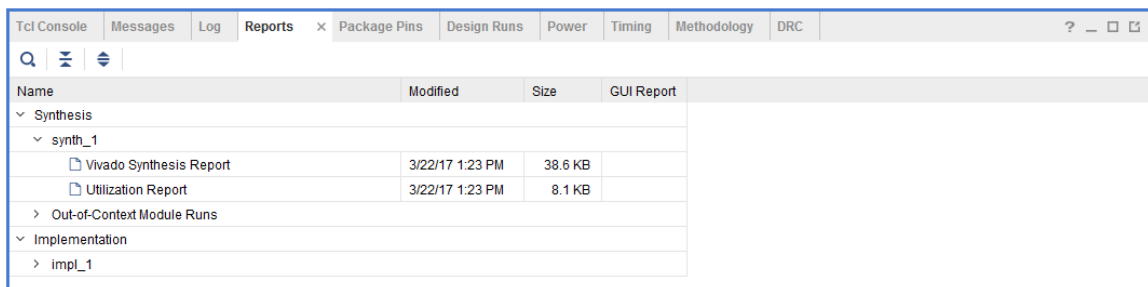 Tcl Console Messages Log Reports × Package Pins Design Runs Power Timing Methodology DRC ?
Name Modified Size GUI Report
Synthesis
synth_1
Vivado Synthesis Report 3/22/17 1:23 PM 38.6 KB
Utilization Report 3/22/17 1:23 PM 8.1 KB
Out-of-Context Module Runs
Implementation
impl_1